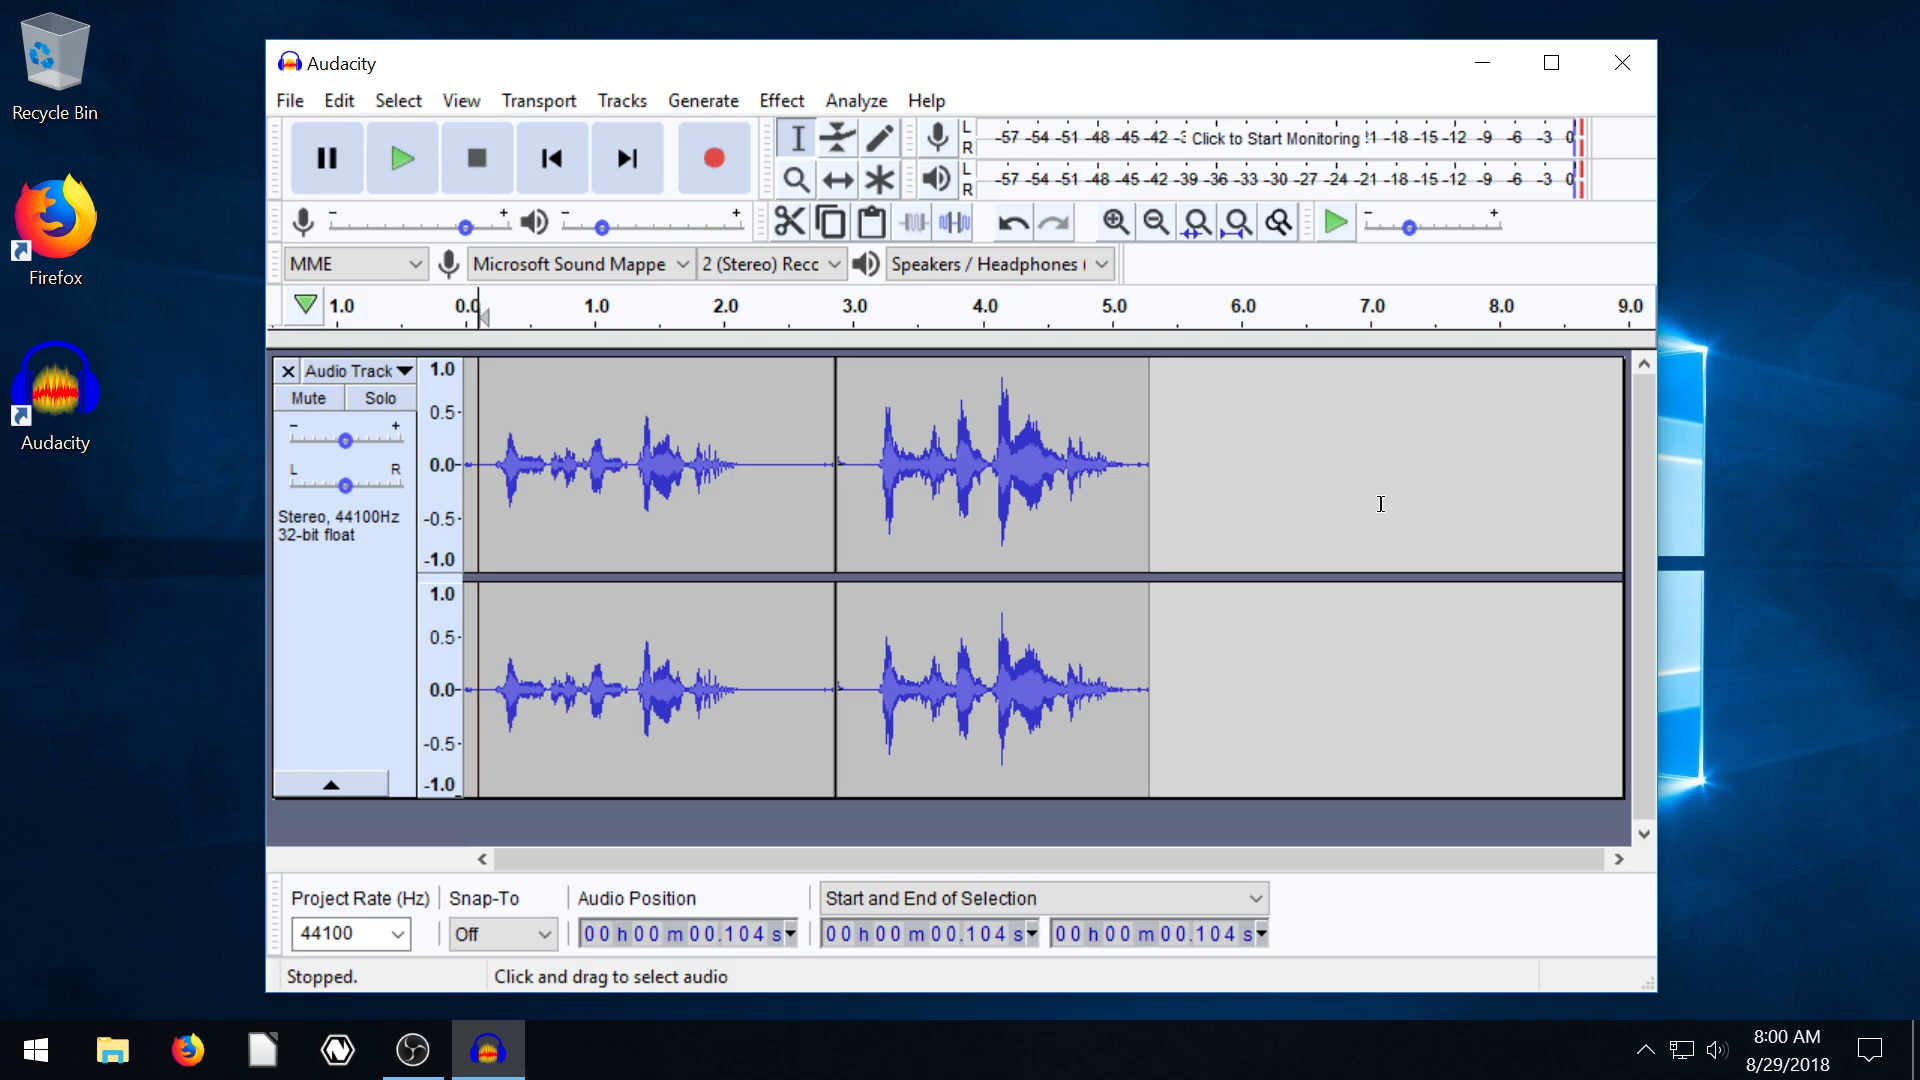 Recycle Bin
Firefox
Audacity
Audacity
File Edit Select View Transport Tracks Generate Effect Analyze Help
L -57 -54 -51 -48 -45 -42 Click to Start Monitoring -18 -15 -12 -9 -6 -3 0
R
L -57 -54 -51 -48 -45 -42 -39 -36 -33 -30 -27 -24 -21 -18 -15 -12 -9 -6 -3 0
R
- + - + - +
MME Microsoft Sound Mappe 2 (Stereo) Recc Speakers / Headphones (
1.0 0.0 1.0 2.0 3.0 4.0 5.0 6.0 7.0 8.0 9.0
Audio Track
Mute Solo
- +
L R
Stereo, 44100Hz
32-bit float
1.0
0.5
0.0
-0.5
-1.0
1.0
0.5
0.0
-0.5
-1.0
Project Rate (Hz) Snap-To Audio Position Start and End of Selection
44100 Off 00 h 00 m 00.104 s 00 h 00 m 00.104 s 00 h 00 m 00.104 s
Stopped. Click and drag to select audio
8:00 AM
8/29/2018